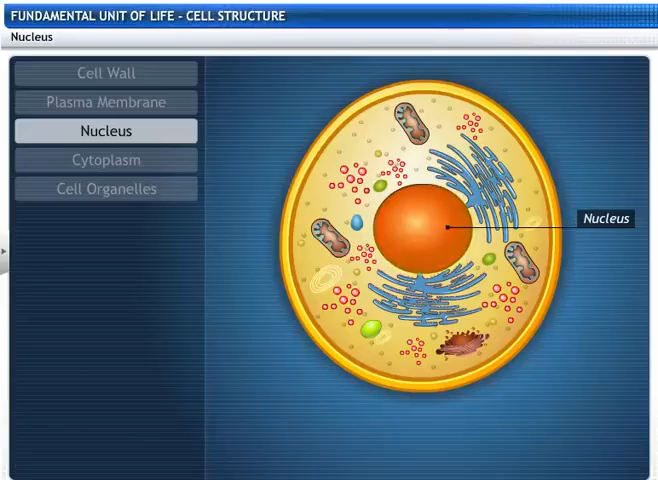 FUNDAMENTAL UNIT OF LIFE - CELL STRUCTURE
Nucleus
Cell Wall
Plasma Membrane
Nucleus
Cytoplasm
Cell Organelles
Nucleus